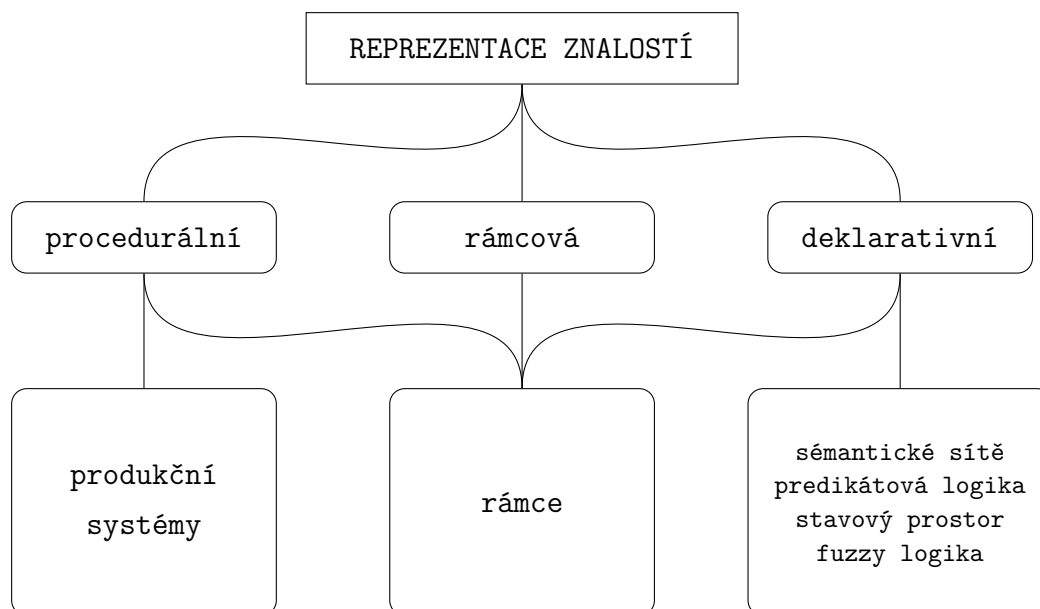 REPREZENTACE ZNALOSTÍ
procedurální
rámcová
deklarativní
produkční
systémy
rámce
sémantické sítě
predikátová logika
stavový prostor
fuzzy logika